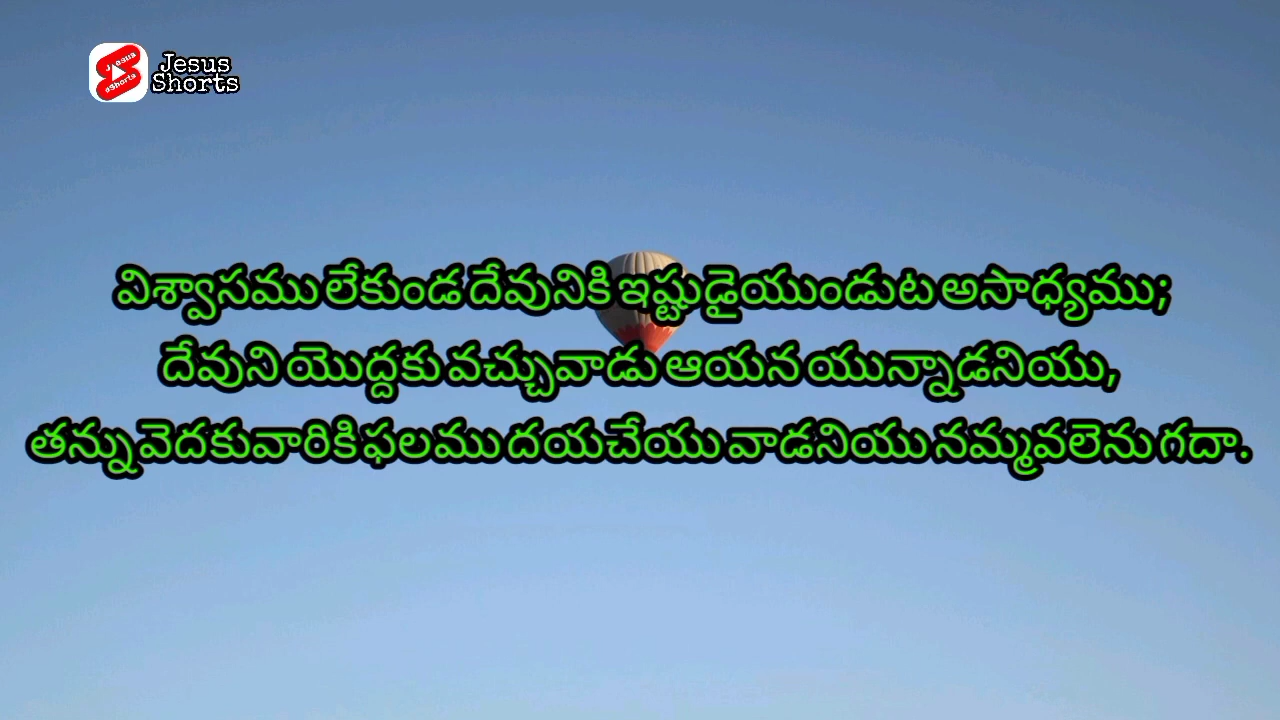 Jesus
Shorts
విశ్వాసములేకుండ దేవునికి ఇష్టుడైయుండుట అసాధ్యము;
దేవుని యొద్దకు వచ్చువాడు ఆయన యున్నాడనియు,
తన్ను వెదకువారికి ఫలము దయచేయు వాడనియు నమ్మవలెను గదా.